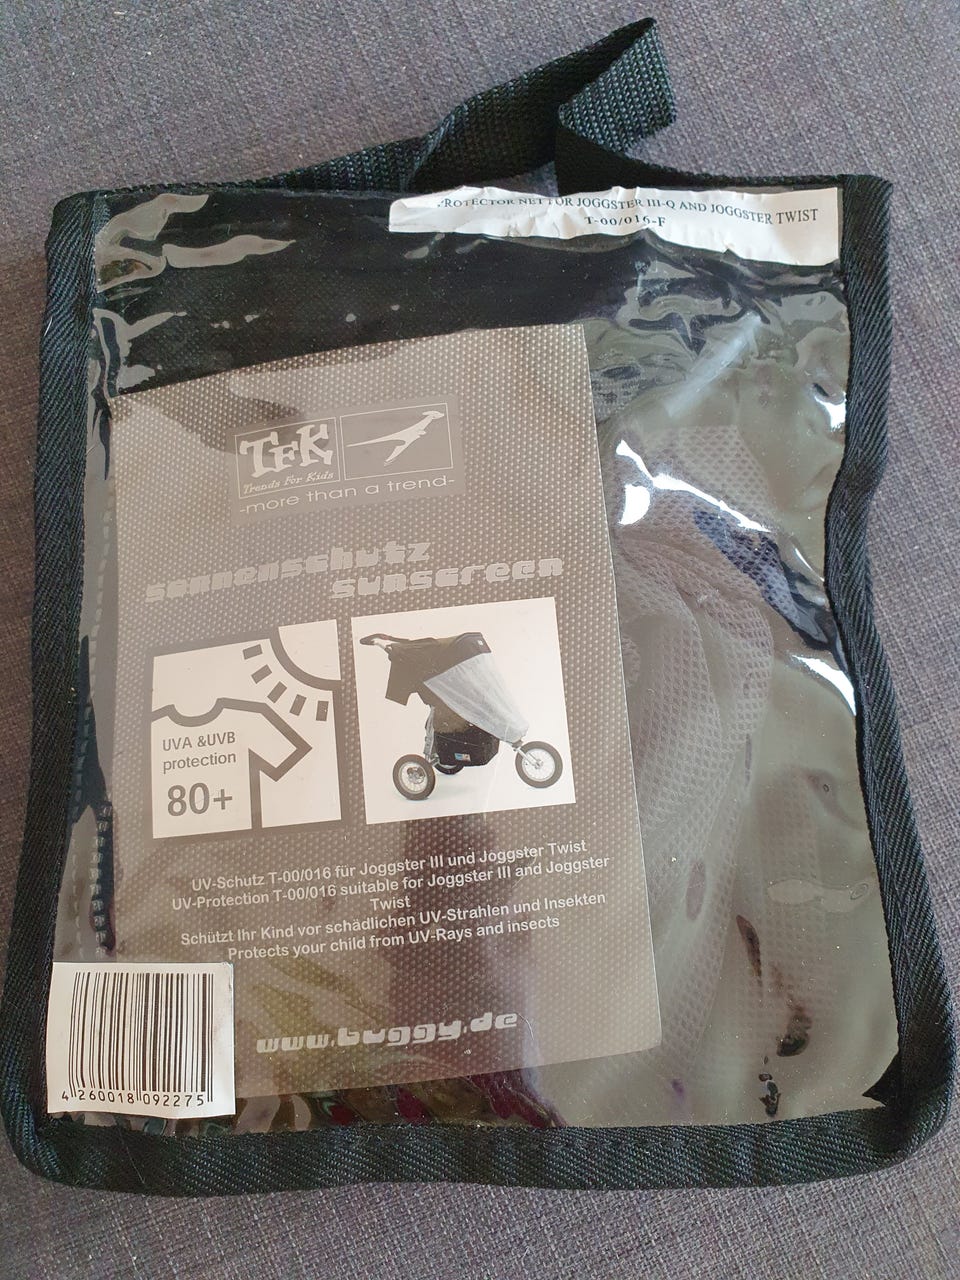 PROTECTOR NET FOR JOGGSTER III-Q AND JOGGSTER TWIST
T-00/016-F
TFK
Trends For Kids
-more than a trend-
sonnenschutz
sunscreen
UVA &UVB
protection
80+
UV-Schutz T-00/016 für Joggster III und Joggster Twist
UV-Protection T-00/016 suitable for Joggster III and Joggster
Twist
Schützt Ihr Kind vor schädlichen UV-Strahlen und Insekten
Protects your child from UV-Rays and insects
www.buggy.de
4 260018 092275